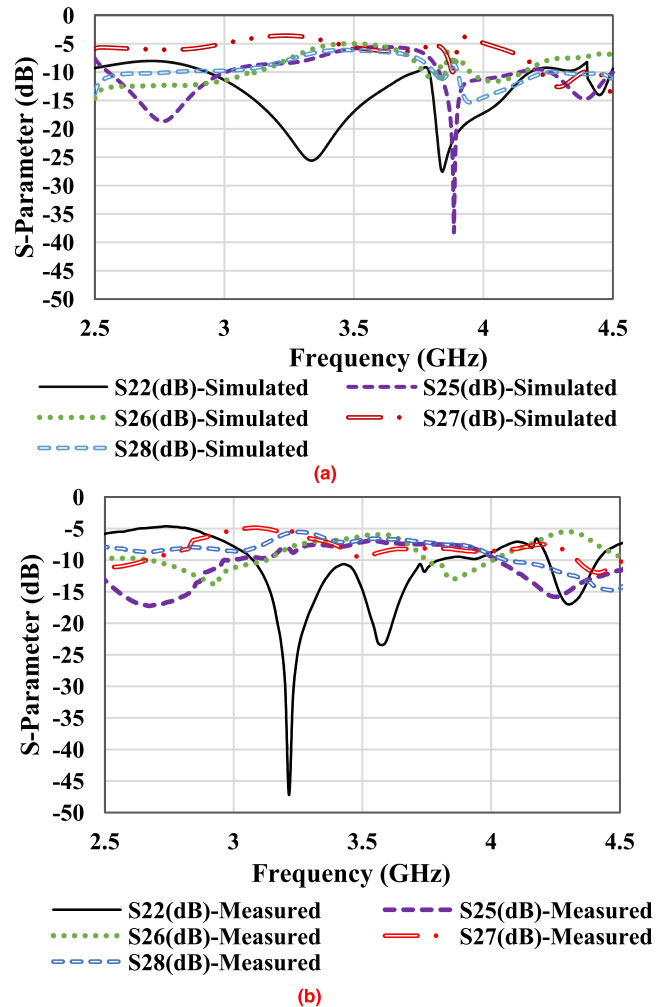 0
-5
-10
-15
-20
-25
-30
-35
-40
-45
-50
S-Parameter (dB)
2.5 3 3.5 4 4.5
Frequency (GHz)
S22(dB)-Simulated S25(dB)-Simulated
S26(dB)-Simulated S27(dB)-Simulated
S28(dB)-Simulated
(a)
0
-5
-10
-15
-20
-25
-30
-35
-40
-45
-50
S-Parameter (dB)
2.5 3 3.5 4 4.5
Frequency (GHz)
S22(dB)-Measured S25(dB)-Measured
S26(dB)-Measured S27(dB)-Measured
S28(dB)-Measured
(b)